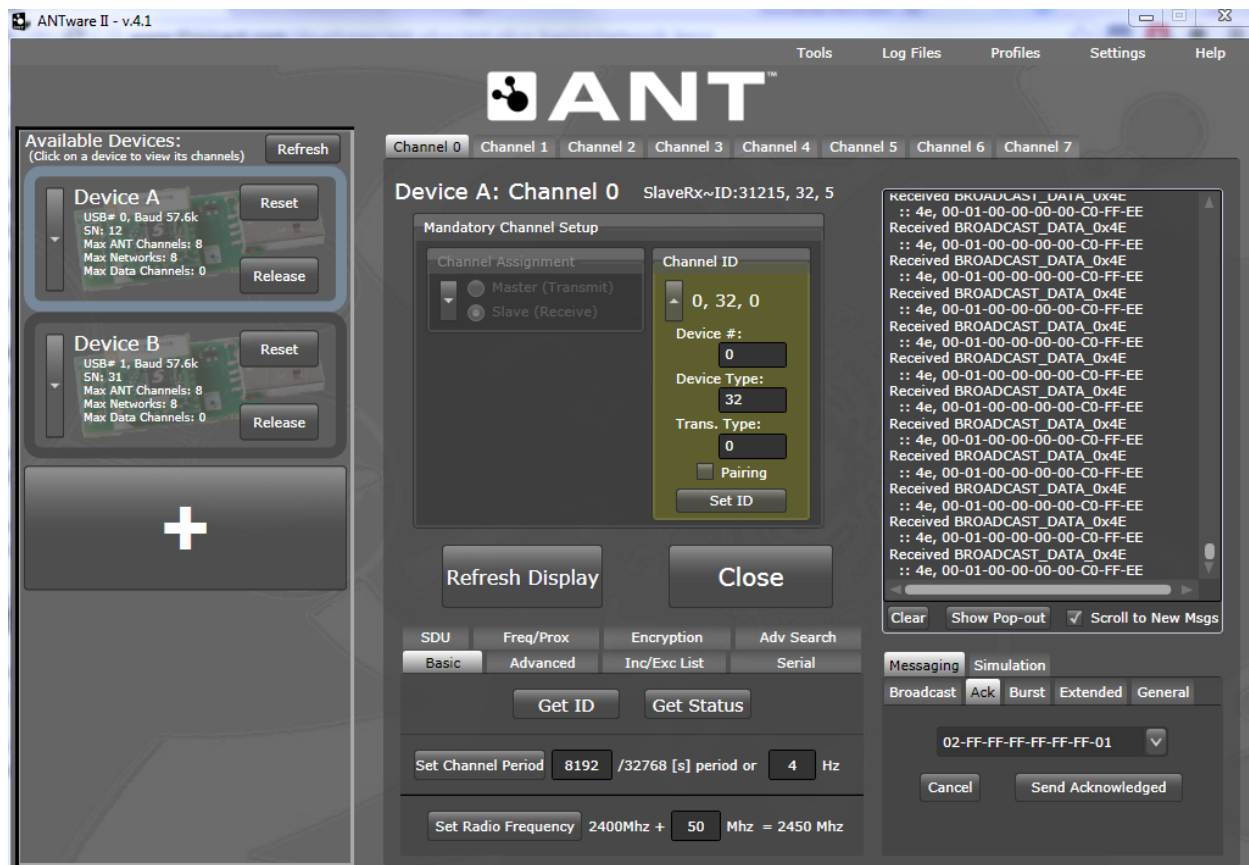 ANTware II - v.4.1
Tools Log Files Profiles Settings Help
ANT™
Available Devices:
(Click on a device to view its channels)
Refresh
Device A
USB# 0, Baud 57.6k
SN: 12
Max ANT Channels: 8
Max Networks: 8
Max Data Channels: 0
Reset
Release
Device B
USB# 1, Baud 57.6k
SN: 31
Max ANT Channels: 8
Max Networks: 8
Max Data Channels: 0
Reset
Release
Channel 0 Channel 1 Channel 2 Channel 3 Channel 4 Channel 5 Channel 6 Channel 7
Device A: Channel 0 SlaveRx~ID:31215, 32, 5
Mandatory Channel Setup
Channel Assignment
Master (Transmit)
Slave (Receive)
Channel ID
0, 32, 0
Device #:
0
Device Type:
32
Trans. Type:
0
Pairing
Set ID
Refresh Display Close
SDU Freq/Prox Encryption Adv Search
Basic Advanced Inc/Exc List Serial
Get ID Get Status
Set Channel Period 8192 /32768 [s] period or 4 Hz
Set Radio Frequency 2400Mhz + 50 Mhz = 2450 Mhz
Received BROADCAST_DATA_0x4E
:: 4e, 00-01-00-00-00-00-C0-FF-EE
Received BROADCAST_DATA_0x4E
:: 4e, 00-01-00-00-00-00-C0-FF-EE
Received BROADCAST_DATA_0x4E
:: 4e, 00-01-00-00-00-00-C0-FF-EE
Received BROADCAST_DATA_0x4E
:: 4e, 00-01-00-00-00-00-C0-FF-EE
Received BROADCAST_DATA_0x4E
:: 4e, 00-01-00-00-00-00-C0-FF-EE
Received BROADCAST_DATA_0x4E
:: 4e, 00-01-00-00-00-00-C0-FF-EE
Received BROADCAST_DATA_0x4E
:: 4e, 00-01-00-00-00-00-C0-FF-EE
Received BROADCAST_DATA_0x4E
:: 4e, 00-01-00-00-00-00-C0-FF-EE
Received BROADCAST_DATA_0x4E
:: 4e, 00-01-00-00-00-00-C0-FF-EE
Received BROADCAST_DATA_0x4E
:: 4e, 00-01-00-00-00-00-C0-FF-EE
Received BROADCAST_DATA_0x4E
:: 4e, 00-01-00-00-00-00-C0-FF-EE
Received BROADCAST_DATA_0x4E
:: 4e, 00-01-00-00-00-00-C0-FF-EE
Clear Show Pop-out Scroll to New Msgs
Messaging Simulation
Broadcast Ack Burst Extended General
02-FF-FF-FF-FF-FF-FF-01
Cancel Send Acknowledged